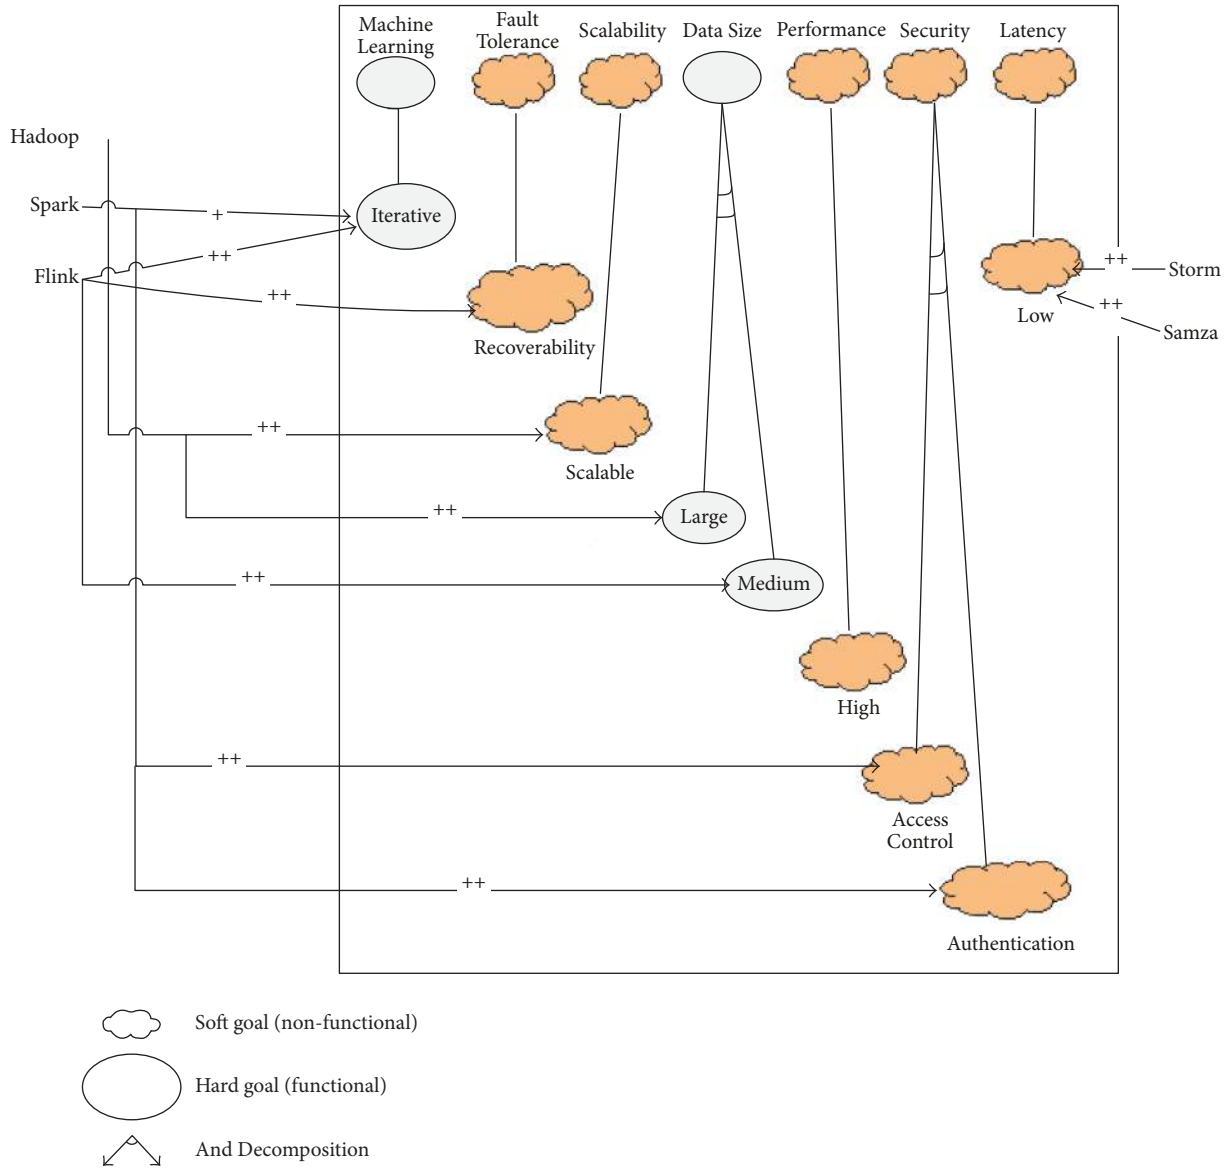 Machine
Learning
Fault
Tolerance
Scalability
Data Size
Performance
Security
Latency
Hadoop
Spark
+
Iterative
++
Flink
++
++
Storm
Low
++
Samza
Recoverability
++
Scalable
++
Large
++
Medium
High
++
Access
Control
++
Authentication
Soft goal (non-functional)
Hard goal (functional)
And Decomposition